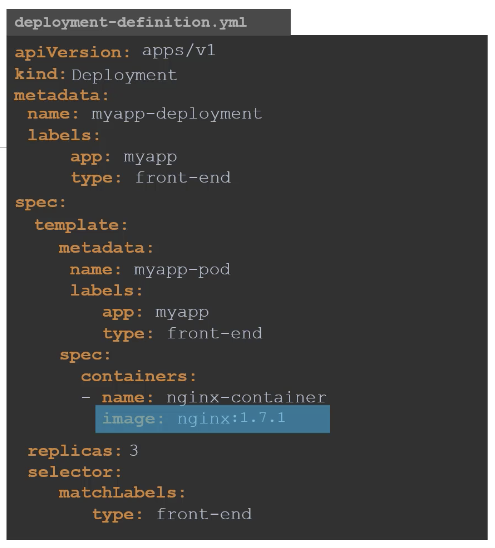 deployment-definition.yml
apiVersion: apps/v1
kind: Deployment
metadata:
name: myapp-deployment
labels:
app: myapp
type: front-end
spec:
template:
metadata:
name: myapp-pod
labels:
app: myapp
type: front-end
spec:
containers:
- name: nginx-container
image: nginx:1.7.1
replicas: 3
selector:
matchLabels:
type: front-end